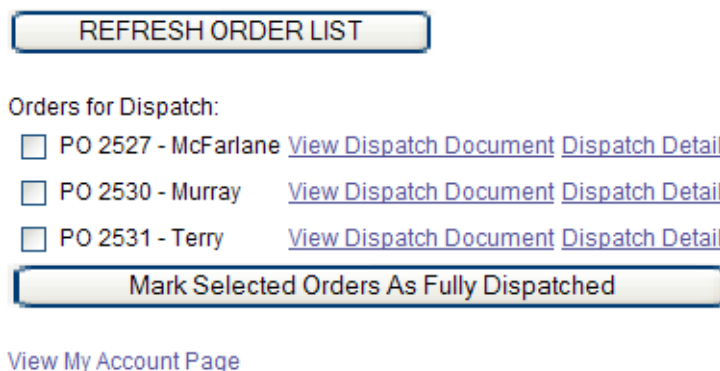 REFRESH ORDER LIST
Orders for Dispatch:
PO 2527 - McFarlane View Dispatch Document Dispatch Detail
PO 2530 - Murray View Dispatch Document Dispatch Detail
PO 2531 - Terry View Dispatch Document Dispatch Detail
Mark Selected Orders As Fully Dispatched
View My Account Page